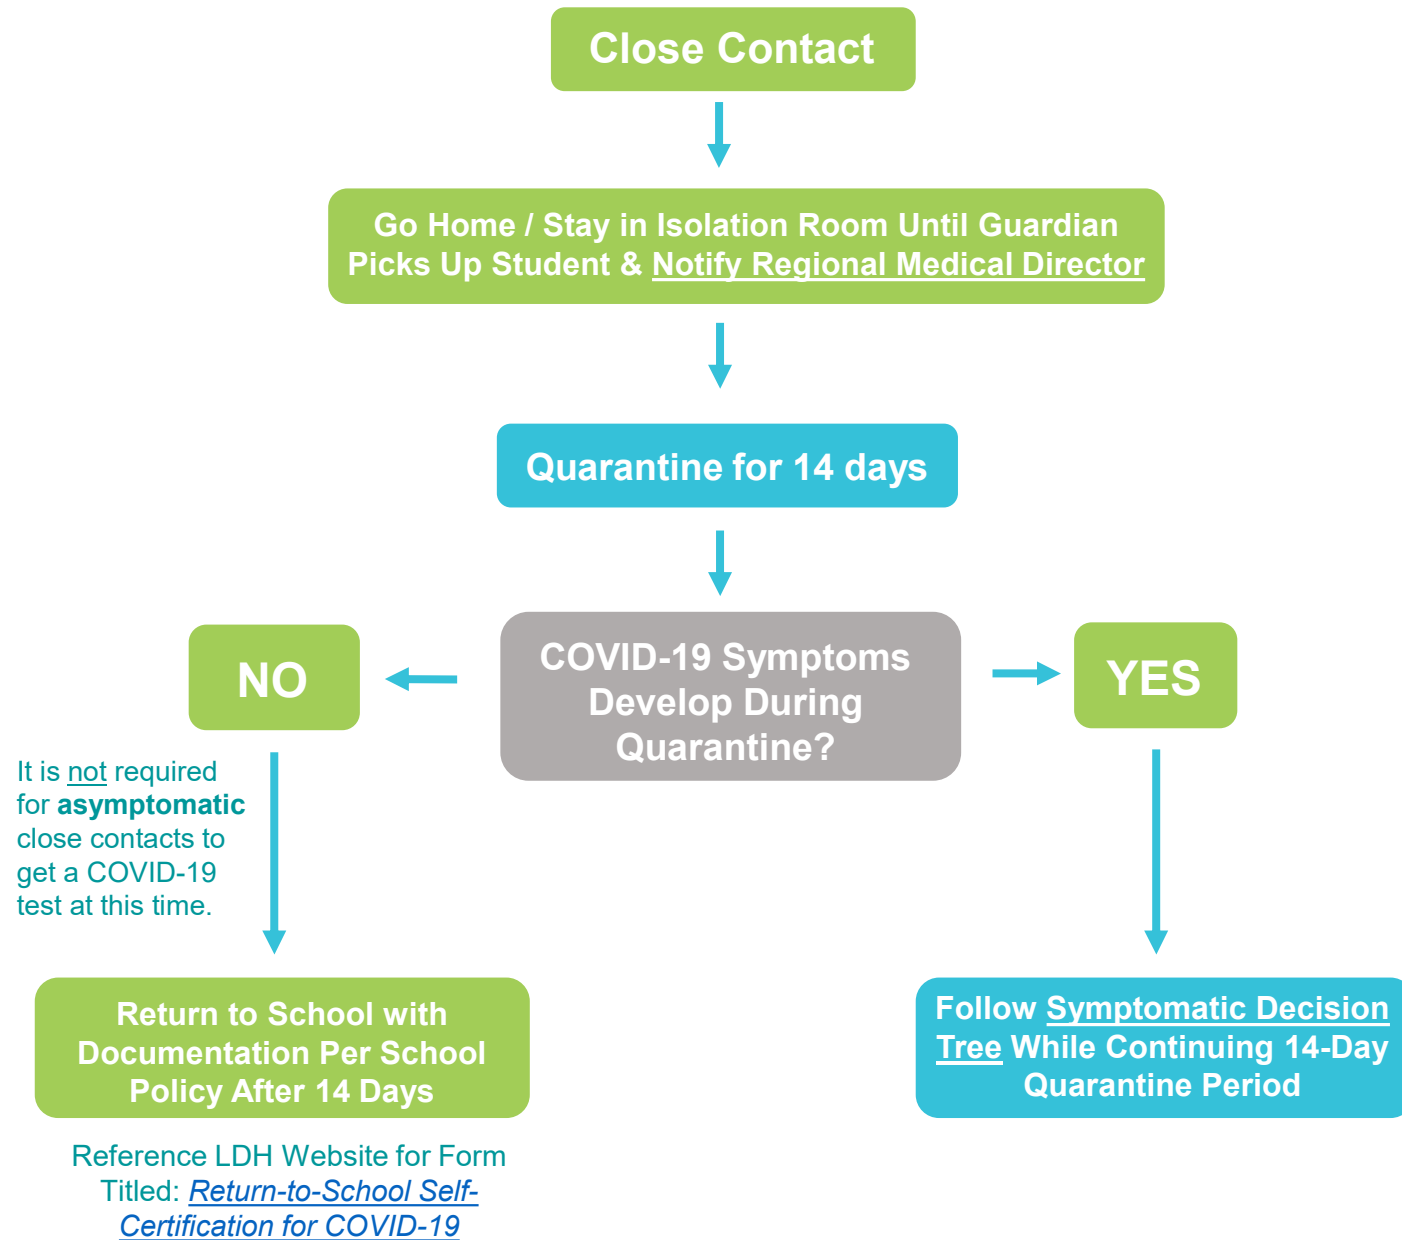 Close Contact
Go Home / Stay in Isolation Room Until Guardian
Picks Up Student & Notify Regional Medical Director
Quarantine for 14 days
COVID-19 Symptoms
Develop During
Quarantine?
NO
YES
It is not required
for asymptomatic
close contacts to
get a COVID-19
test at this time.
Return to School with
Documentation Per School
Policy After 14 Days
Follow Symptomatic Decision
Tree While Continuing 14-Day
Quarantine Period
Reference LDH Website for Form
Titled: Return-to-School Self-
Certification for COVID-19